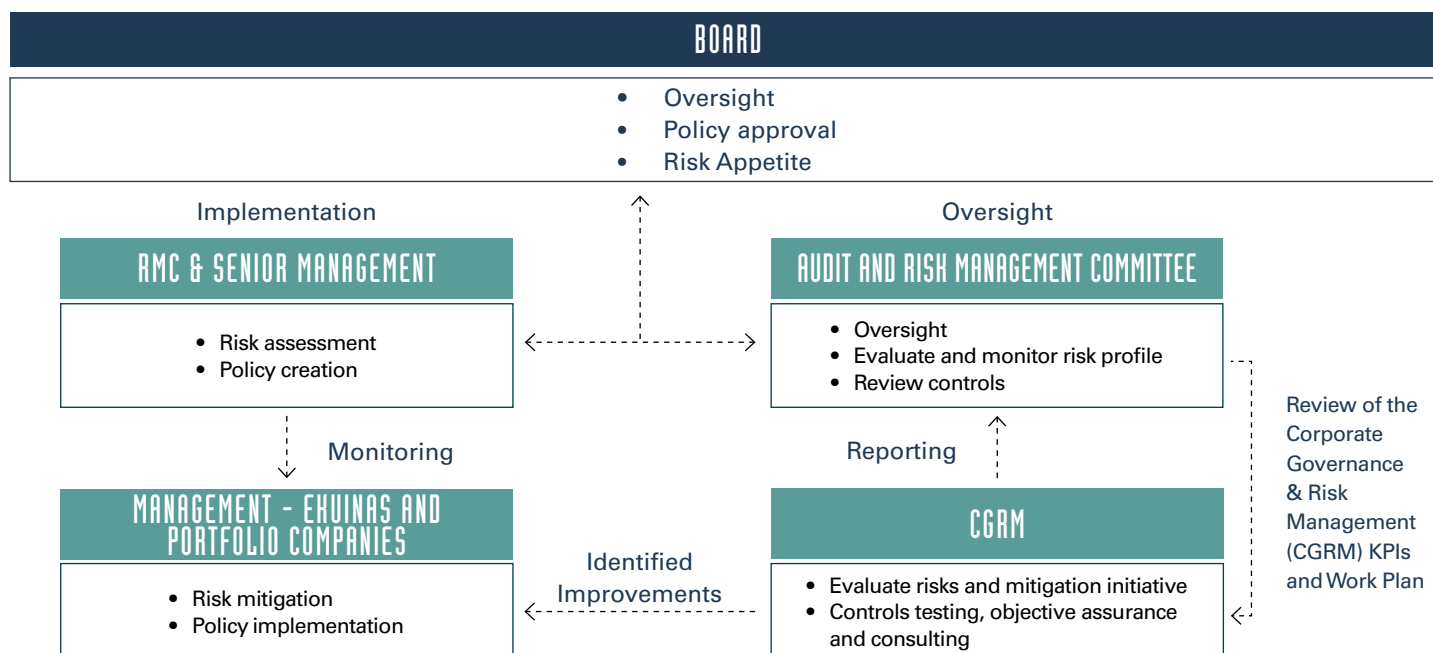 BOARD
• Oversight
• Policy approval
• Risk Appetite
Implementation
Oversight
RMC & SENIOR MANAGEMENT
AUDIT AND RISK MANAGEMENT COMMITTEE
• Risk assessment
• Policy creation
• Oversight
• Evaluate and monitor risk profile
• Review controls
Review of the
Corporate
Governance
& Risk
Management
(CGRM) KPIs
and Work Plan
Monitoring
Reporting
MANAGEMENT - EKUINAS AND
PORTFOLIO COMPANIES
CGRM
Identified
Improvements
• Risk mitigation
• Policy implementation
• Evaluate risks and mitigation initiative
• Controls testing, objective assurance
and consulting